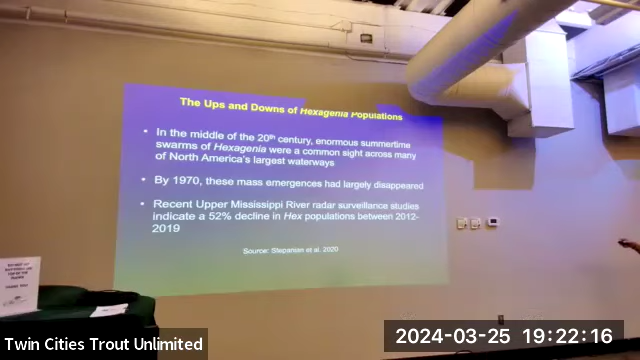 The Ups and Downs of Hexagenia Populations
• In the middle of the 20th century, enormous summertime
swarms of Hexagenia were a common sight across many
of North America's largest waterways
• By 1970, these mass emergences had largely disappeared
• Recent Upper Mississippi River radar surveillance studies
indicate a 52% decline in Hex populations between 2012-
2019
Source: Stepanian et al. 2020
Twin Cities Trout Unlimited
2024-03-25 19:22:16